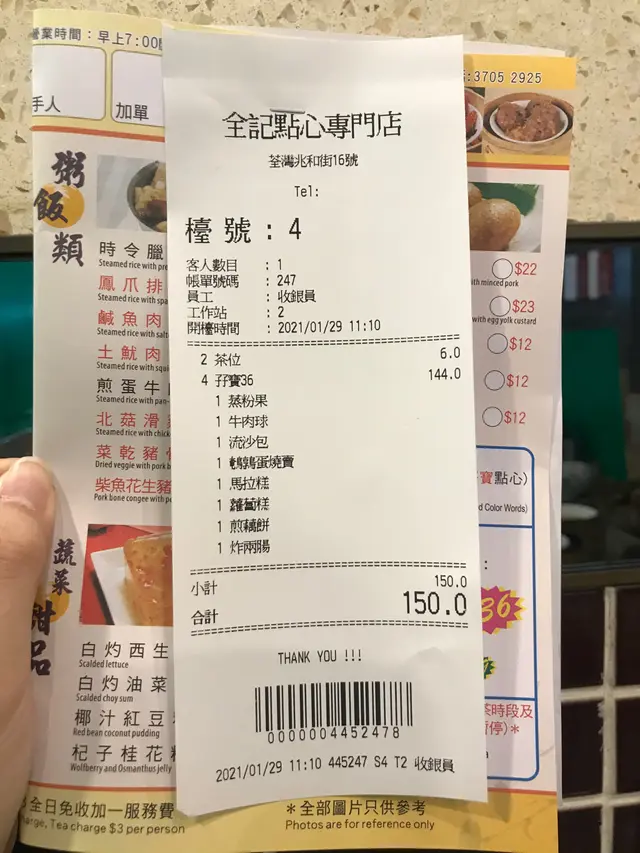 營業時間：早上7:00
:3705 2925
手人
加單
粥
飯
類
時令臘
Steamed rice with pre
鳳爪排
Steamed rice with spa
鹹魚肉
Steamed rice with salt
土魷肉
Steamed rice with squi
煎蛋牛
Steamed rice with pan-
北菇滑
Steamed rice with chick
菜乾豬
Dried veggie with pork b
柴魚花生豬
Pork bone congee with pe
蔬菜
甜品
白灼西生
Scalded lettuce
白灼油菜
Scalded choy sum
椰汁紅豆
Red bean coconut pudding
杞子桂花
Wolfberry and Osmanthus jelly
全日免收加一服務費
harge, Tea charge $3 per person
全記點心專門店
荃灣兆和街16號
Tel:
檯號：4
客人數目 : 1
帳單號碼 : 247
員工 : 收銀員
工作站 : 2
開檯時間 : 2021/01/29 11:10
2 茶位 6.0
4 孖寶36 144.0
1 蒸粉果
1 牛肉球
1 流沙包
1 鵪鶉蛋燒賣
1 馬拉糕
1 蘿蔔糕
1 煎藕餅
1 炸兩腸
小計 150.0
合計 150.0
THANK YOU !!!
0000004452478
2021/01/29 11:10 445247 S4 T2 收銀員
$22
ith minced pork
$23
with egg yolk custard
$12
$12
$12
寶點心)
d Color Words)
:
36
茶時段及
暫停)*
*全部圖片只供參考
Photos are for reference only